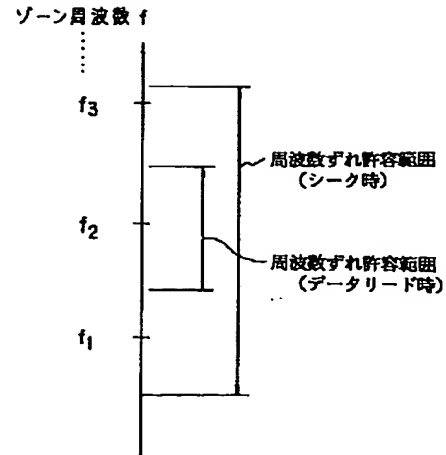 ゾーン周波数 f
f3
周波数ずれ許容範囲
(シーク時)
f2
周波数ずれ許容範囲
(データリード時)
f1